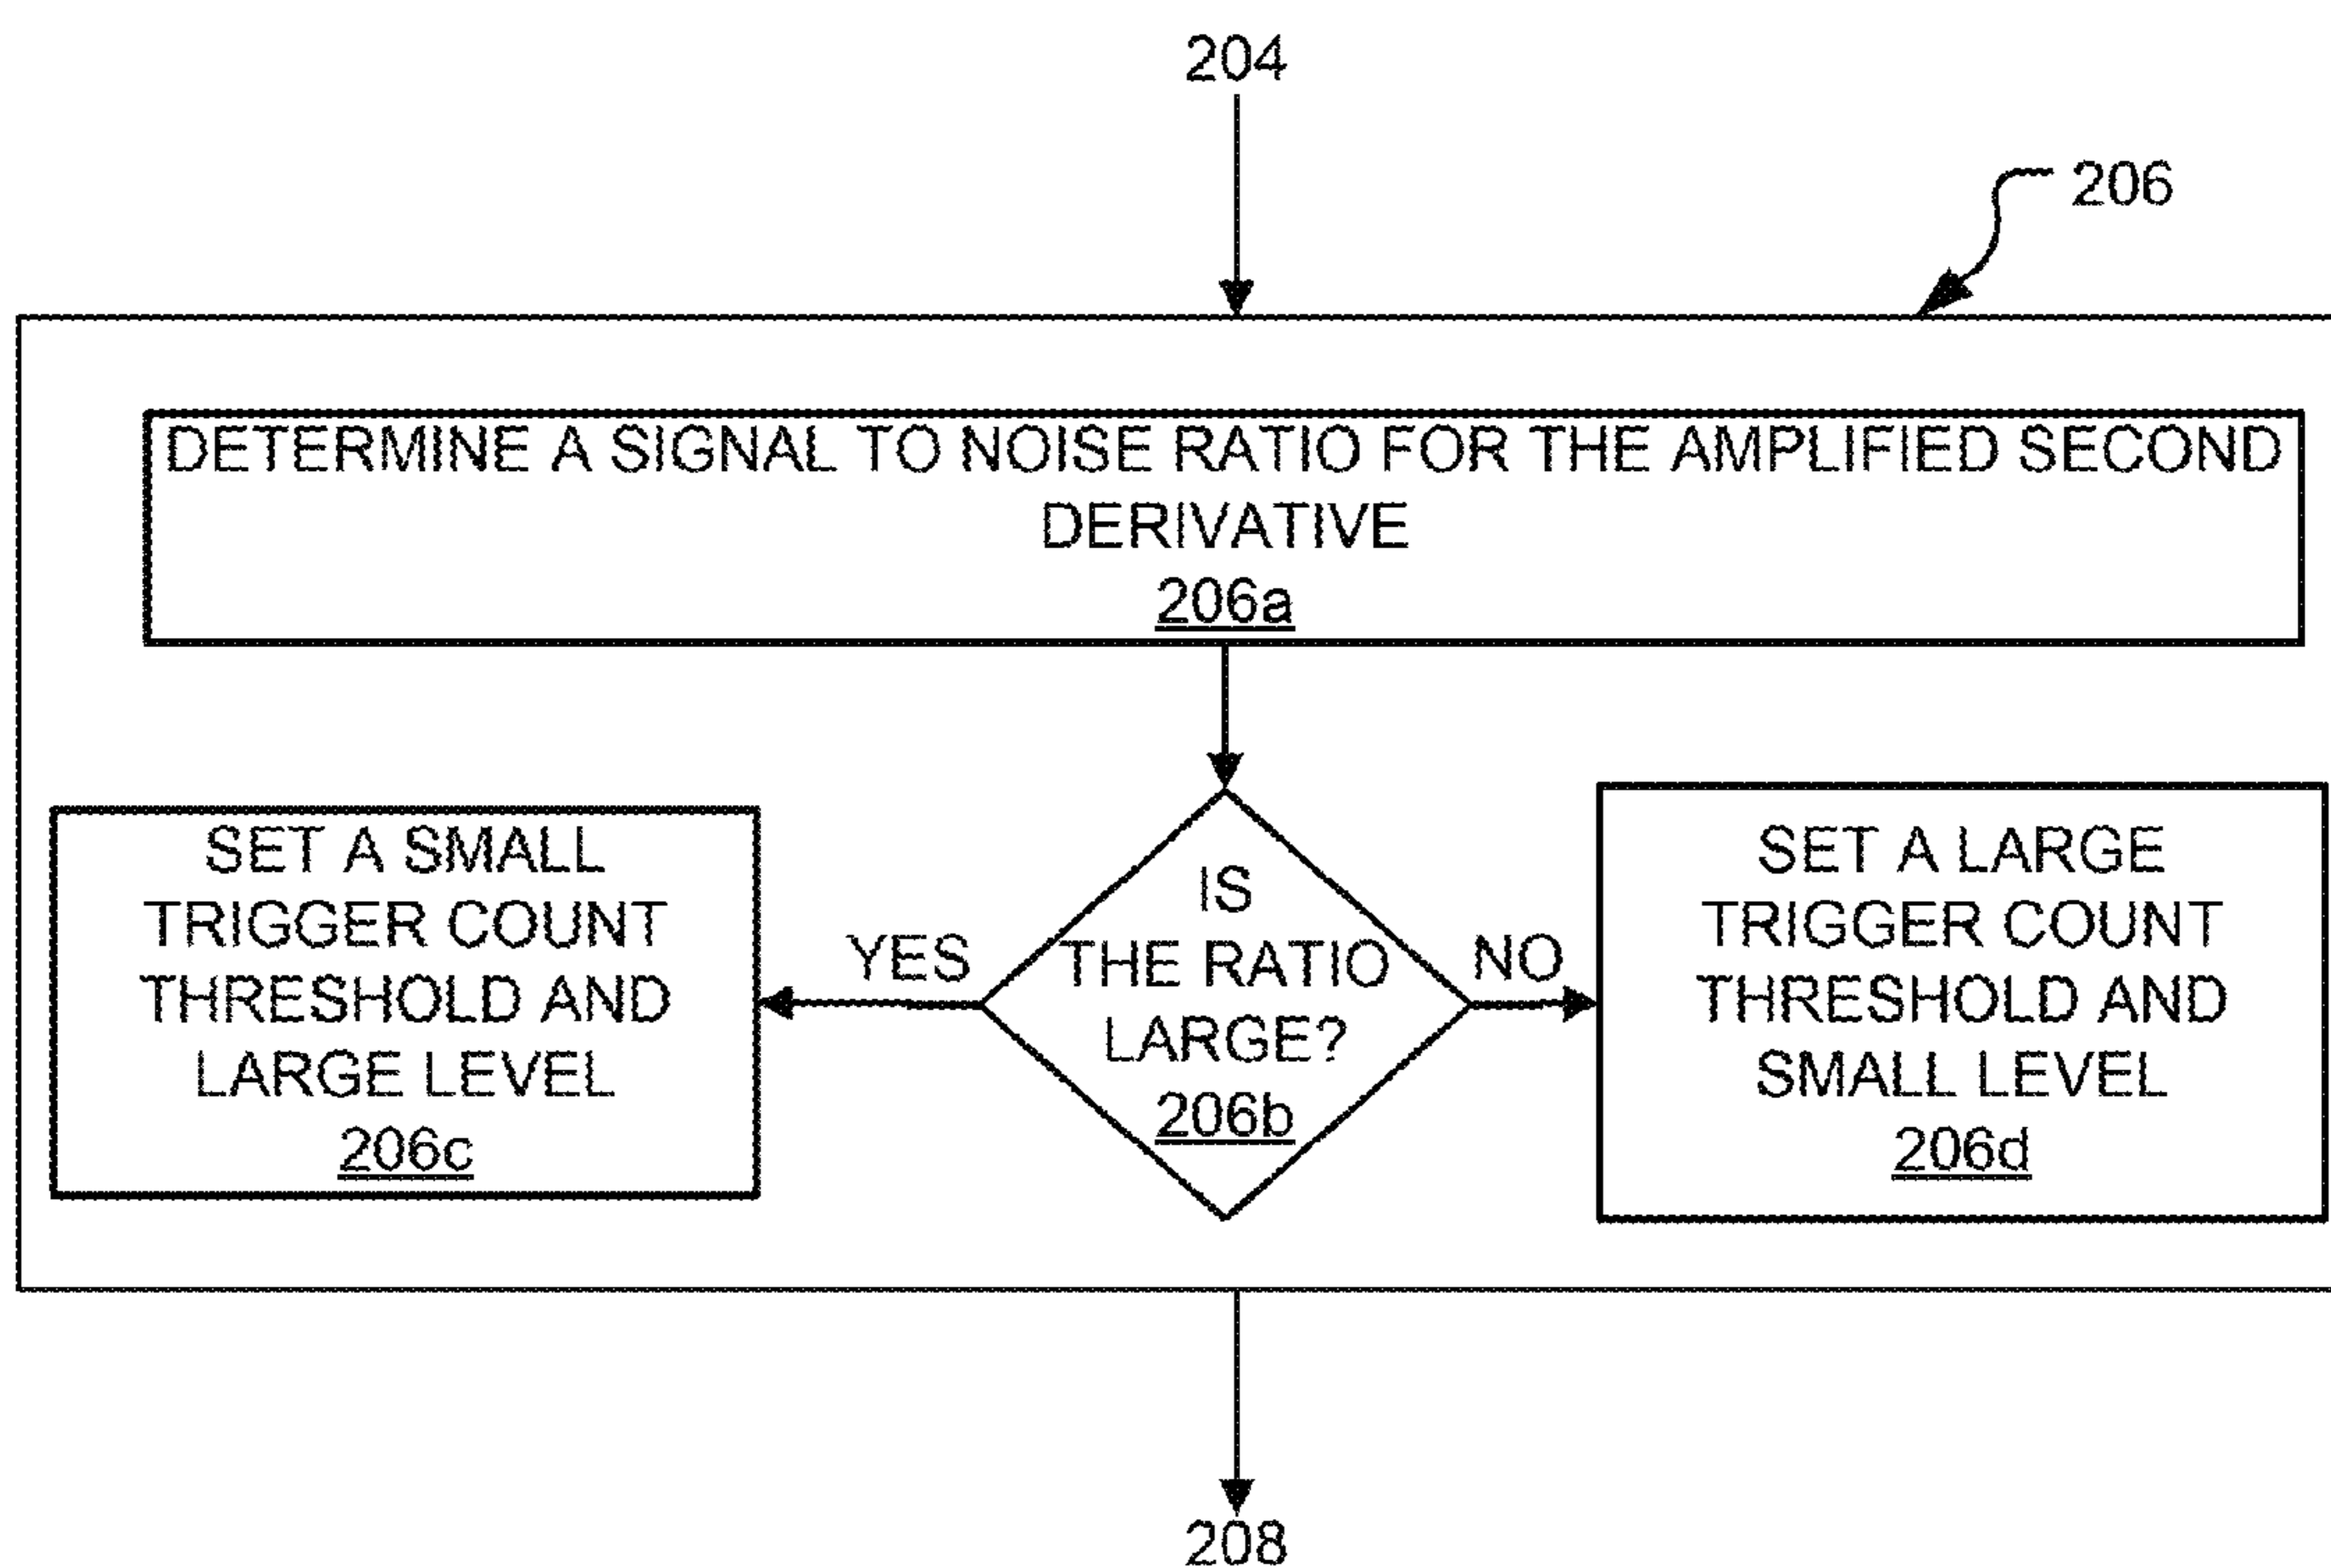 204
206
DETERMINE A SIGNAL TO NOISE RATIO FOR THE AMPLIFIED SECOND
DERIVATIVE
206a
SET A SMALL
TRIGGER COUNT
THRESHOLD AND
LARGE LEVEL
206c
YES
IS
THE RATIO
LARGE?
206b
NO
SET A LARGE
TRIGGER COUNT
THRESHOLD AND
SMALL LEVEL
206d
208